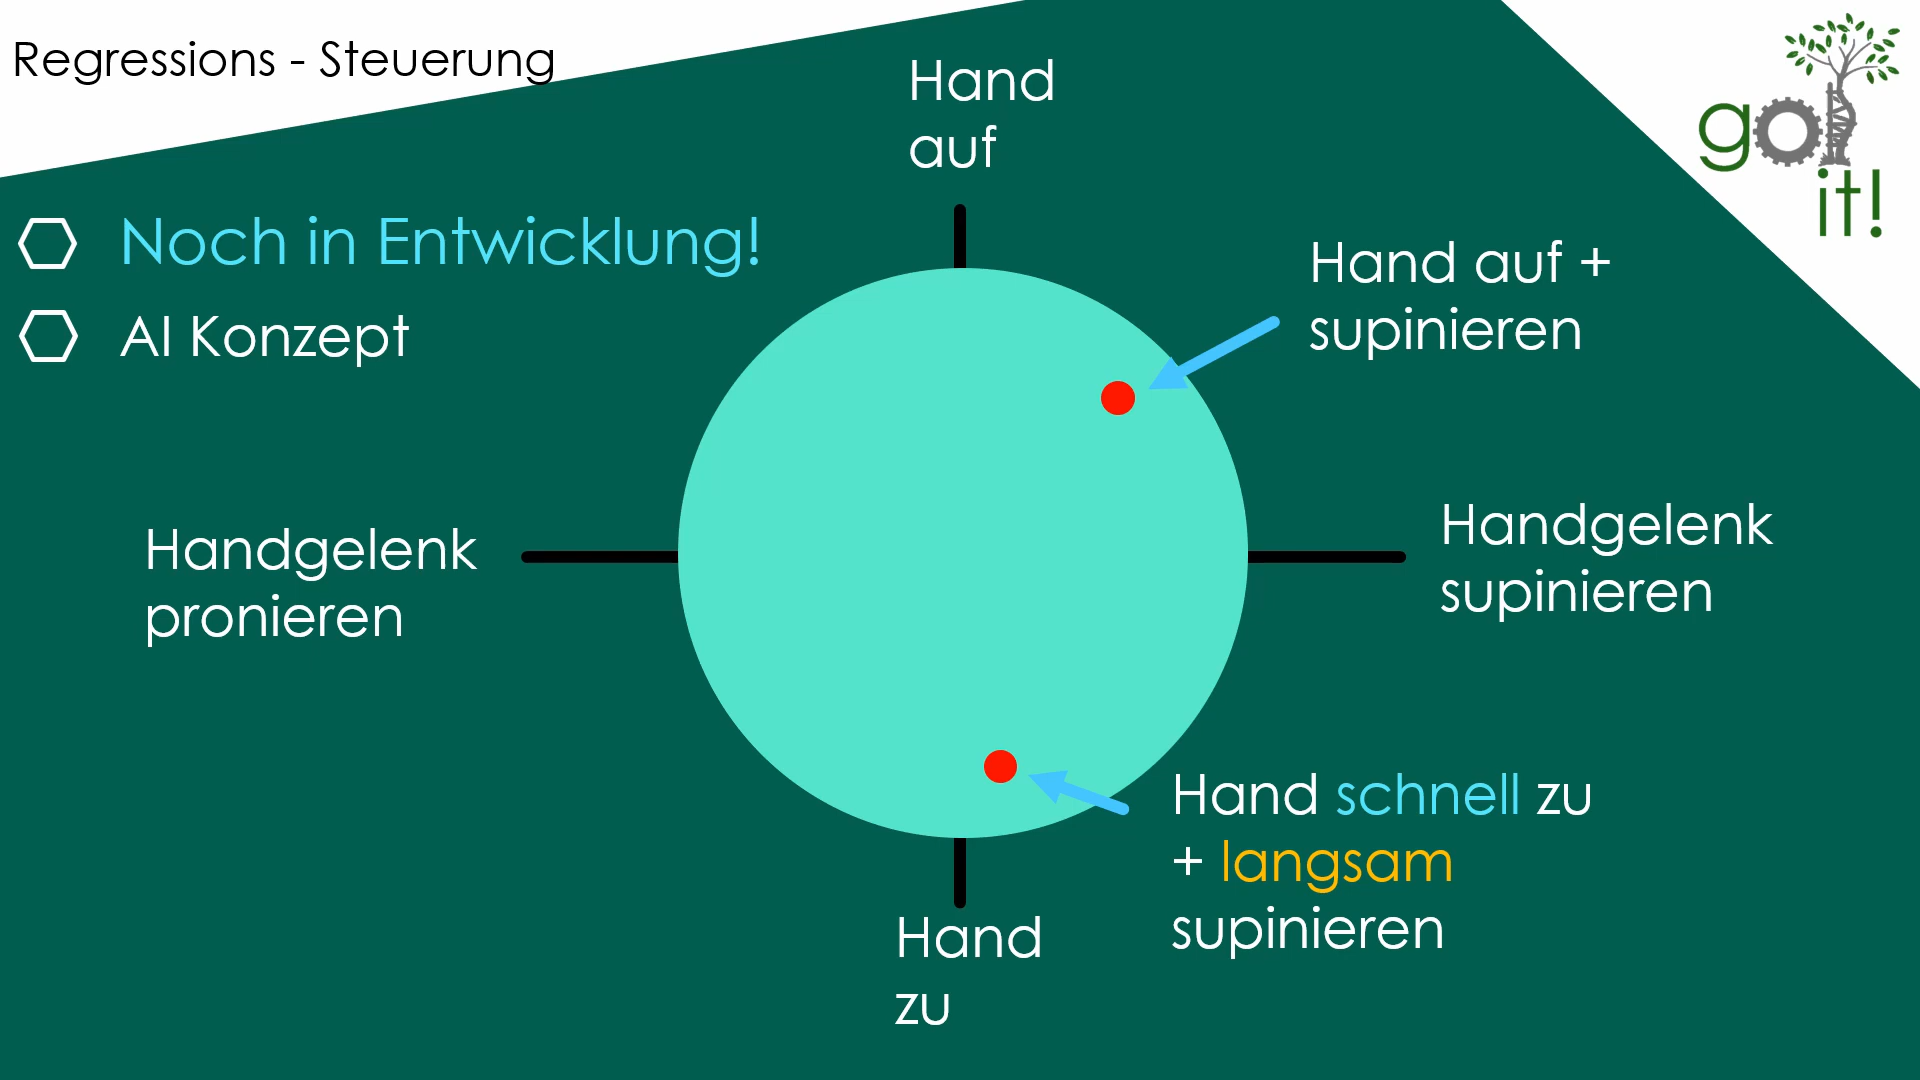 Regressions - Steuerung
go it!
Noch in Entwicklung!
AI Konzept
Hand
auf
Hand auf +
supinieren
Handgelenk
pronieren
Handgelenk
supinieren
Hand schnell zu
+ langsam
supinieren
Hand
zu